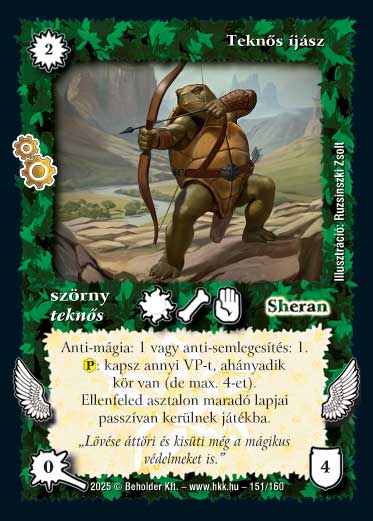 2
Teknős íjász
Illusztráció: Ruzsinszki Zsolt
szörny
teknős
Sheran
Anti-mágia: 1 vagy anti-semlegesítés: 1.
P: kapsz annyi VP-t, ahányadik
kör van (de max. 4-et).
Ellenfeled asztalon maradó lapjai
passzívan kerülnek játékba.
„Lövése áttöri és kisüti még a mágikus
védelmeket is.”
0
4
2025 © Beholder Kft. – www.hkk.hu – 151/160